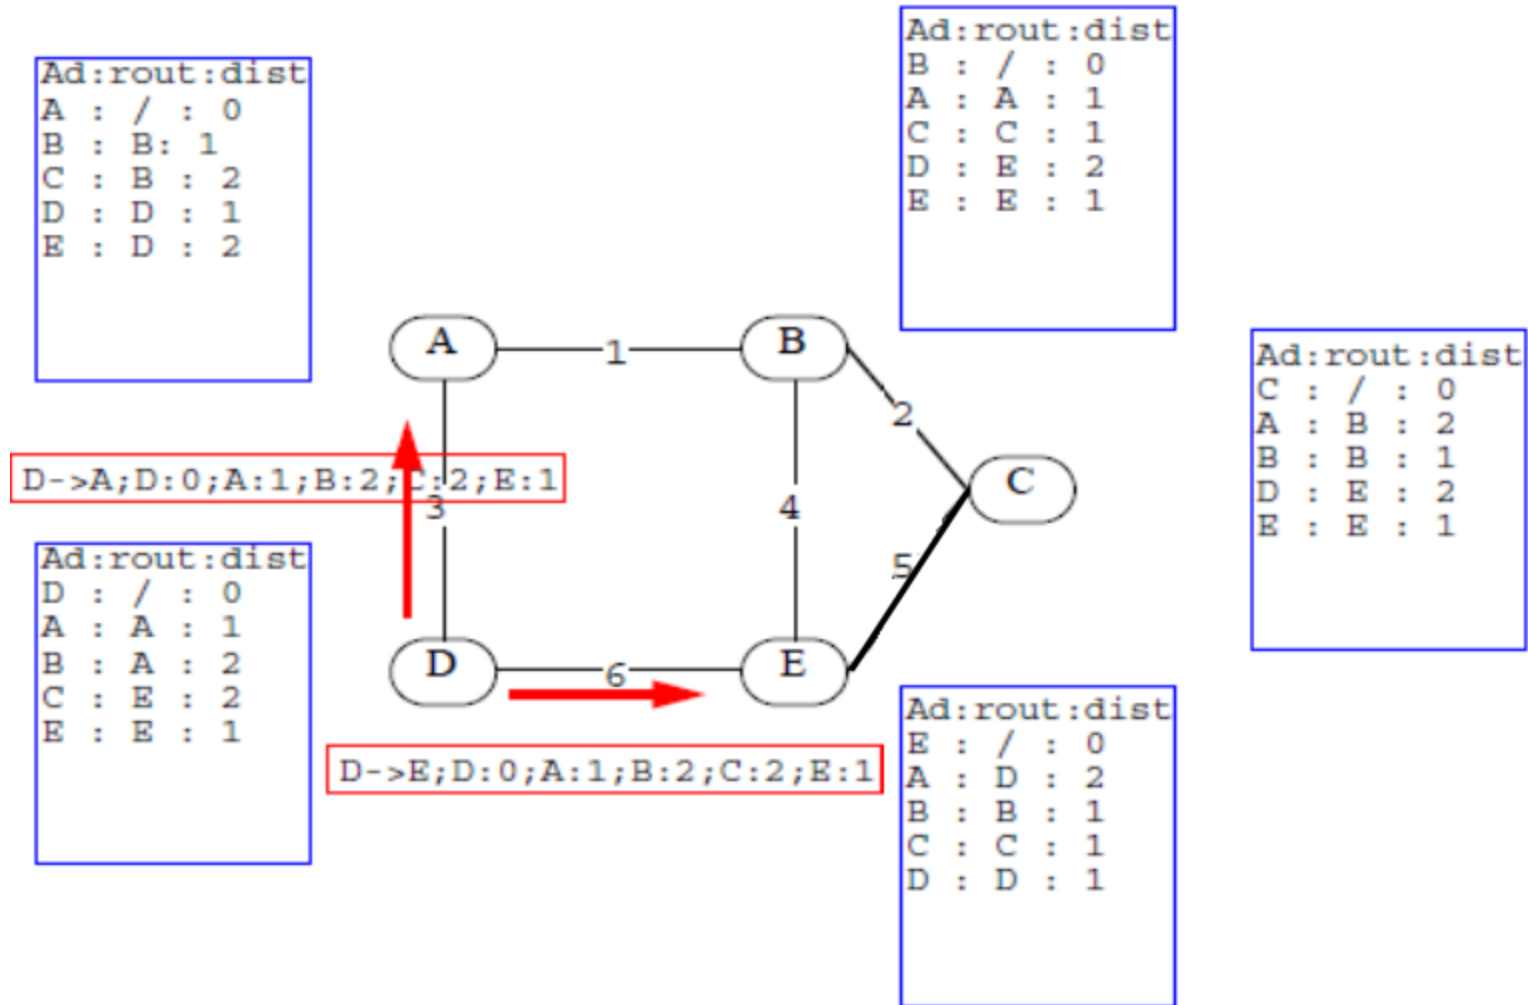 Ad:rout:dist
A : / : 0
B : B: 1
C : B : 2
D : D : 1
E : D : 2
Ad:rout:dist
B : / : 0
A : A : 1
C : C : 1
D : E : 2
E : E : 1
A
1
B
2
Ad:rout:dist
C : / : 0
A : B : 2
B : B : 1
D : E : 2
E : E : 1
D->A;D:0;A:1;B:2;C:2;E:1
3
4
C
5
Ad:rout:dist
D : / : 0
A : A : 1
B : A : 2
C : E : 2
E : E : 1
D
6
E
D->E;D:0;A:1;B:2;C:2;E:1
Ad:rout:dist
E : / : 0
A : D : 2
B : B : 1
C : C : 1
D : D : 1